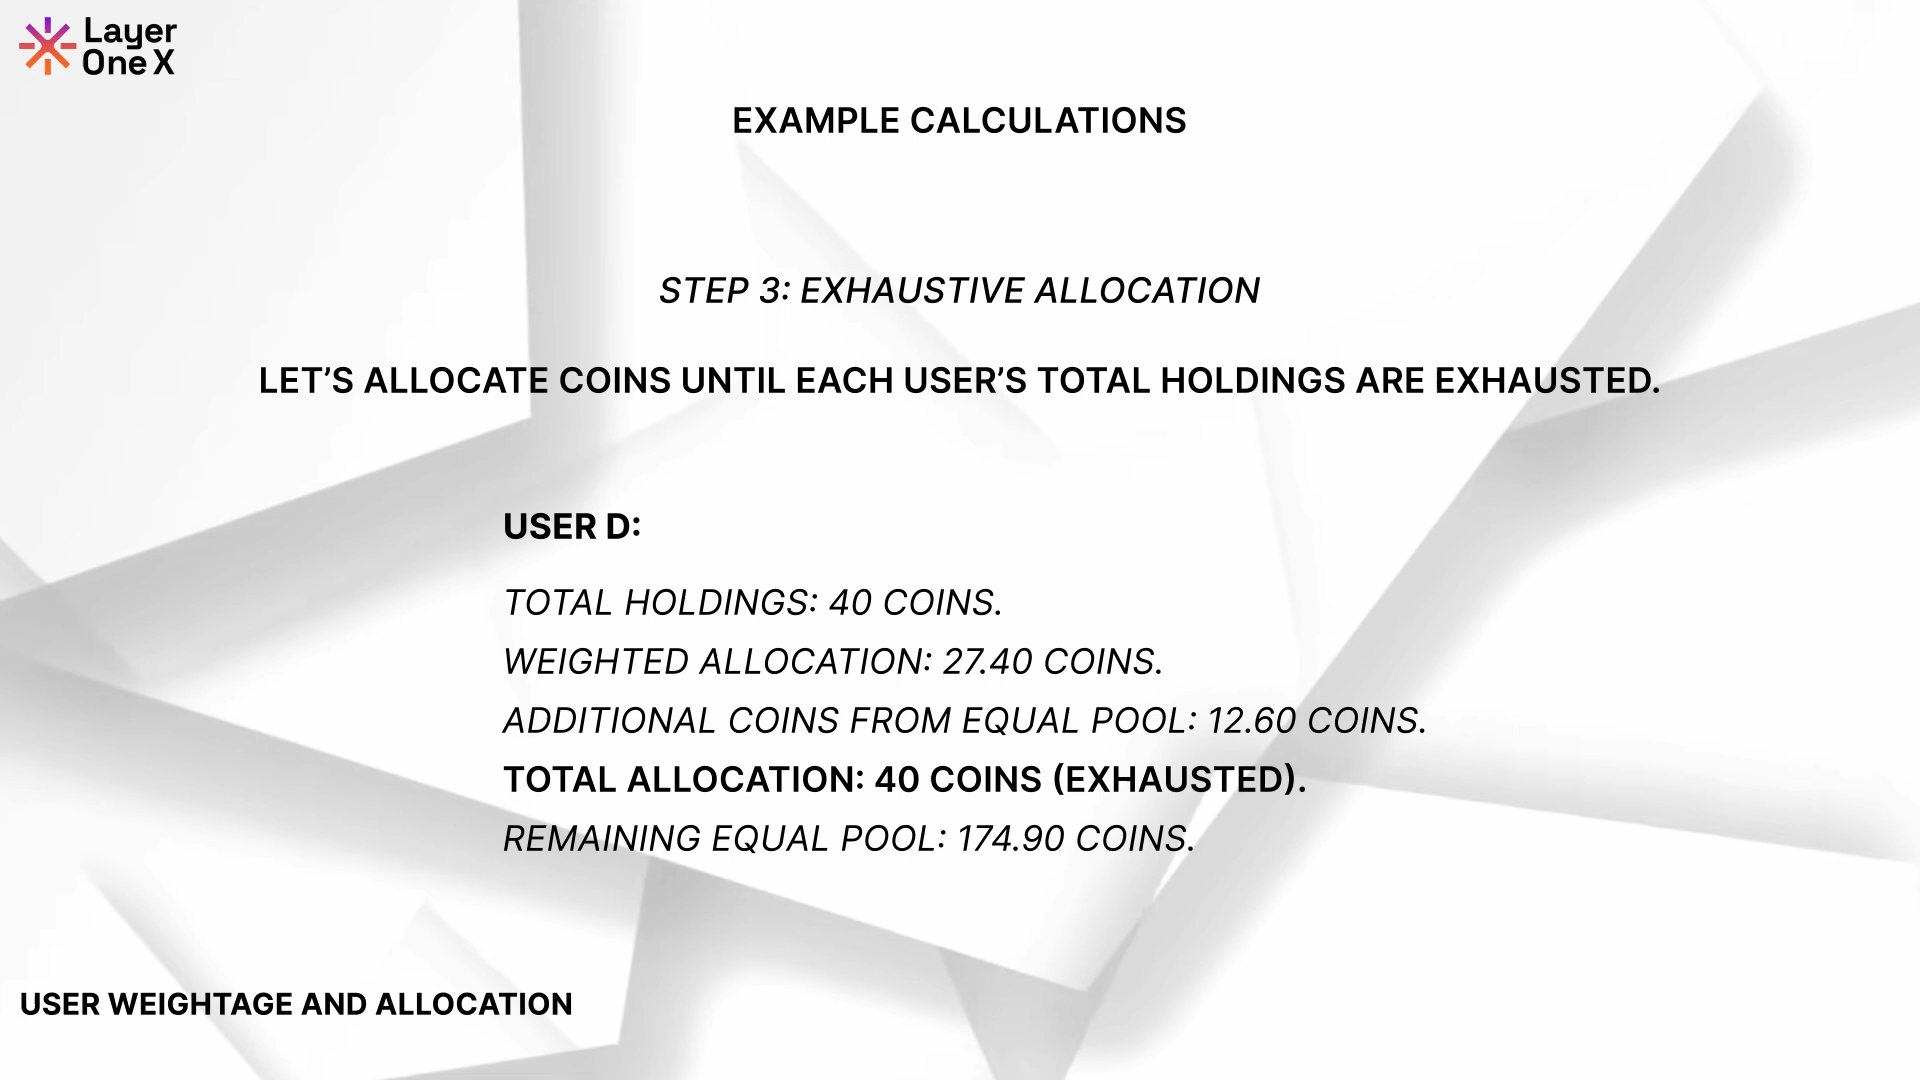 Layer
One X
EXAMPLE CALCULATIONS
STEP 3: EXHAUSTIVE ALLOCATION
LET’S ALLOCATE COINS UNTIL EACH USER’S TOTAL HOLDINGS ARE EXHAUSTED.
USER D:
TOTAL HOLDINGS: 40 COINS.
WEIGHTED ALLOCATION: 27.40 COINS.
ADDITIONAL COINS FROM EQUAL POOL: 12.60 COINS.
TOTAL ALLOCATION: 40 COINS (EXHAUSTED).
REMAINING EQUAL POOL: 174.90 COINS.
USER WEIGHTAGE AND ALLOCATION